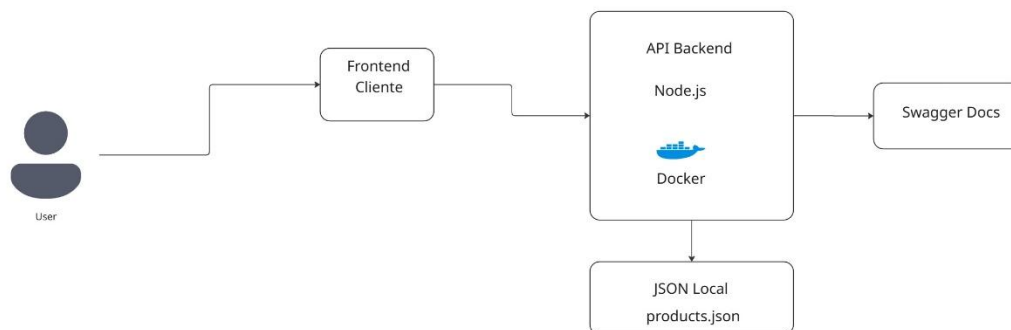 User
Frontend
Cliente
API Backend
Node.js
Docker
Swagger Docs
JSON Local
products.json